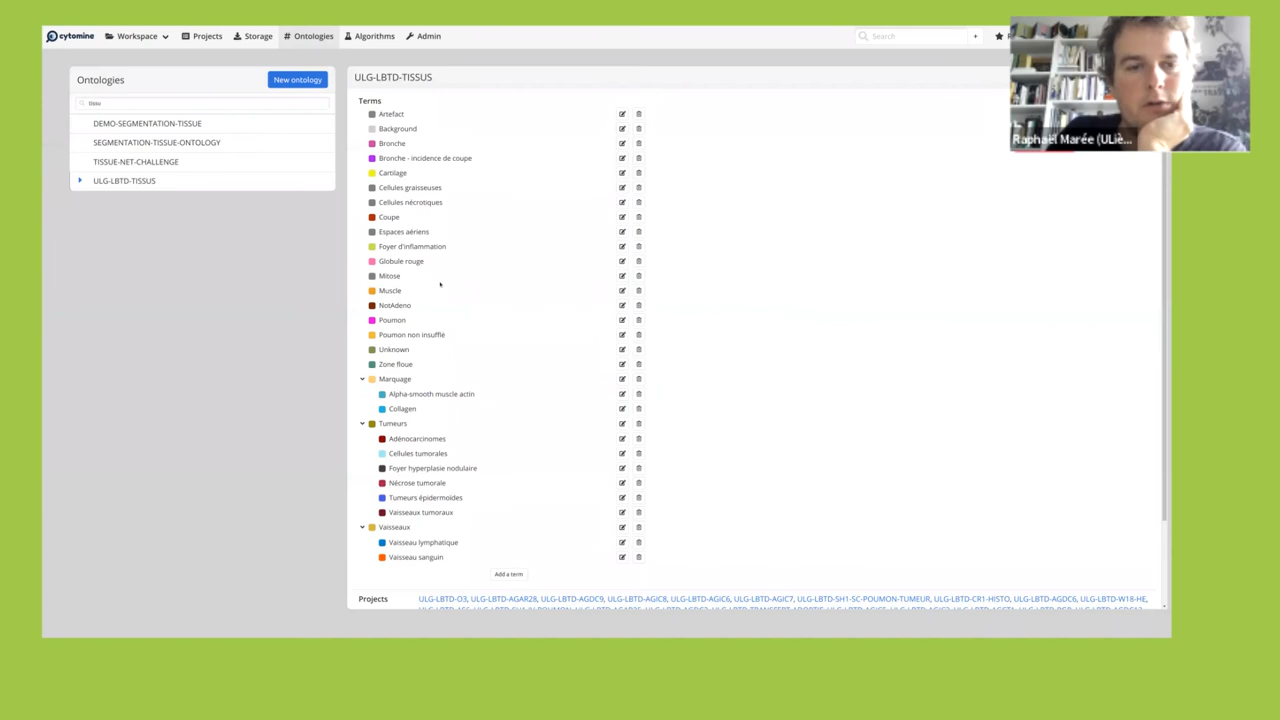 cytomine Workspace Projects Storage Ontologies Algorithms Admin Search +
Ontologies New ontology
tissu
DEMO-SEGMENTATION-TISSUE
SEGMENTATION-TISSUE-ONTOLOGY
TISSUE-NET-CHALLENGE
ULG-LBTD-TISSUS
ULG-LBTD-TISSUS
Terms
Artefact
Background
Bronche
Bronche - incidence de coupe
Cartilage
Cellules graisseuses
Cellules nécrotiques
Coupe
Espaces aériens
Foyer d'inflammation
Globule rouge
Mitose
Muscle
NotAdeno
Poumon
Poumon non insufflé
Unknown
Zone floue
Marquage
Alpha-smooth muscle actin
Collagen
Tumeurs
Adénocarcinomes
Cellules tumorales
Foyer hyperplasie nodulaire
Nécrose tumorale
Tumeurs épidermoïdes
Vaisseaux tumoraux
Vaisseaux
Vaisseau lymphatique
Vaisseau sanguin
Add a term
Projects ULG-LBTD-O3, ULG-LBTD-AGAR28, ULG-LBTD-AGDC9, ULG-LBTD-AGIC8, ULG-LBTD-AGIC6, ULG-LBTD-AGIC7, ULG-LBTD-SH1-SC-POUMON-TUMEUR, ULG-LBTD-CR1-HISTO, ULG-LBTD-AGDC6, ULG-LBTD-W18-HE,
Raphaël Marée (ULiè...